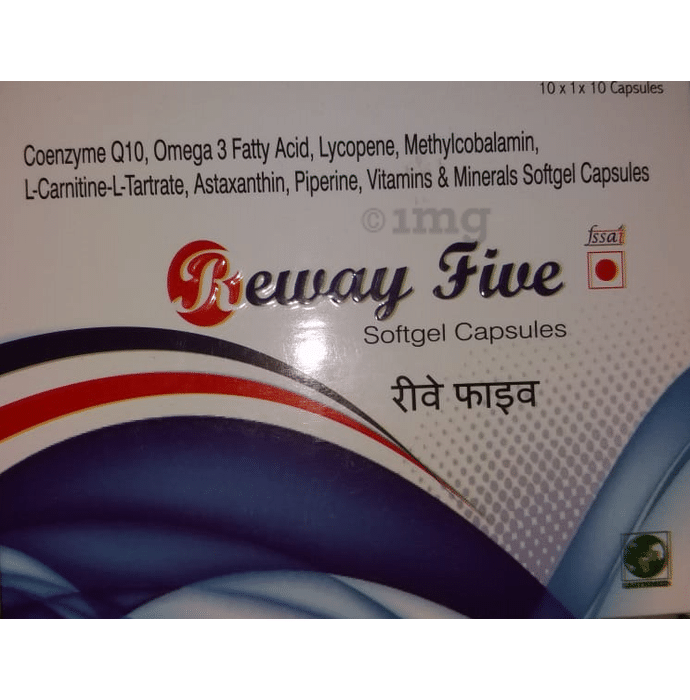 10 x 1 x 10 Capsules
Coenzyme Q10, Omega 3 Fatty Acid, Lycopene, Methylcobalamin,
L-Carnitine-L-Tartrate, Astaxanthin, Piperine, Vitamins & Minerals Softgel Capsules
©1mg
fssai
Reway Five
Softgel Capsules
रीवे फाइव